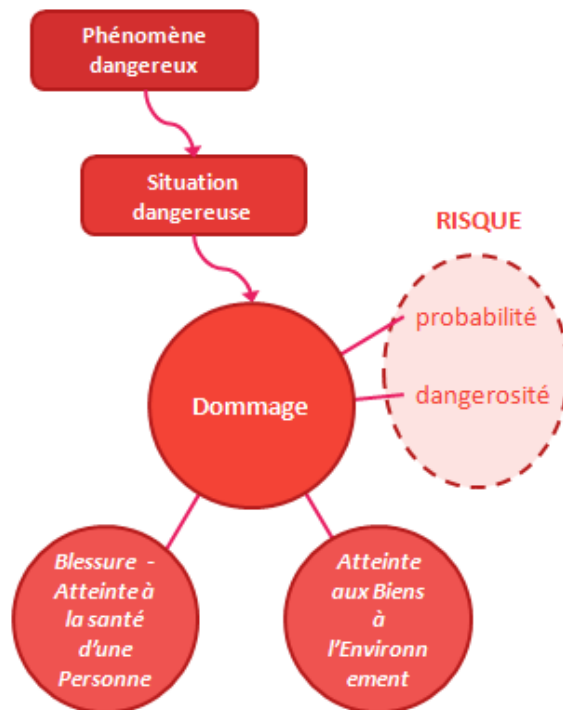 Phénomène
dangereux
Situation
dangereuse
RISQUE
probabilité
dangerosité
Dommage
Blessure -
Atteinte à
la santé
d'une
Personne
Atteinte
aux Biens
à
l'Environn
ement